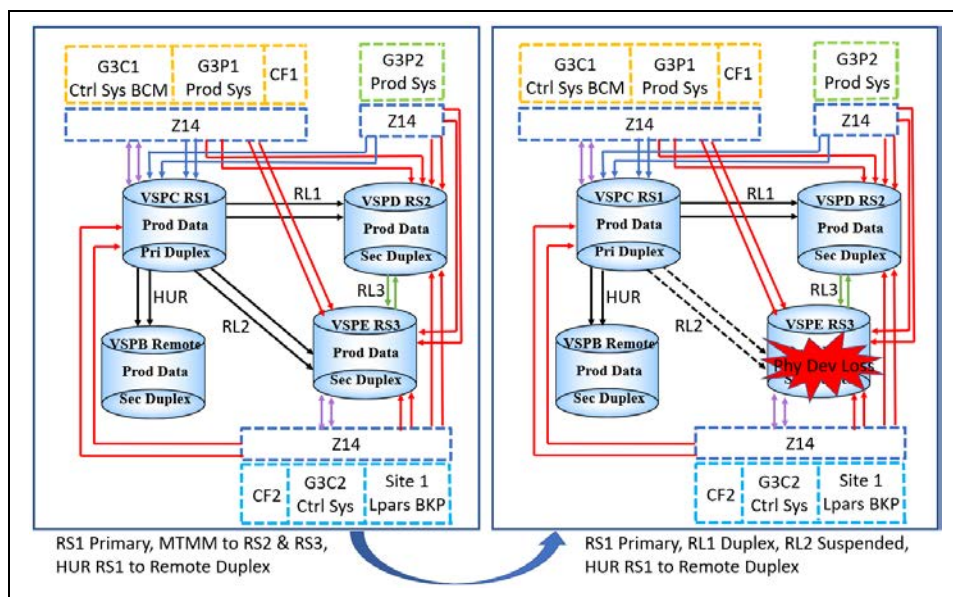 G3C1
Ctrl Sys BCM
G3P1
Prod Sys
CF1
G3P2
Prod Sys
Z14
Z14
VSPC RS1
Prod Data
Pri Duplex
RL1
VSPD RS2
Prod Data
Sec Duplex
HUR
RL2
RL3
VSPB Remote
Prod Data
Sec Duplex
VSPE RS3
Prod Data
Sec Duplex
Z14
CF2
G3C2
Ctrl Sys
Site 1
Lpars BKP
RS1 Primary, MTMM to RS2 & RS3,
HUR RS1 to Remote Duplex
G3C1
Ctrl Sys BCM
G3P1
Prod Sys
CF1
G3P2
Prod Sys
Z14
Z14
VSPC RS1
Prod Data
Pri Duplex
RL1
VSPD RS2
Prod Data
Sec Duplex
HUR
RL2
RL3
VSPB Remote
Prod Data
Sec Duplex
VSPE RS3
Phy Dev Loss
Z14
CF2
G3C2
Ctrl Sys
Site 1
Lpars BKP
RS1 Primary, RL1 Duplex, RL2 Suspended,
HUR RS1 to Remote Duplex